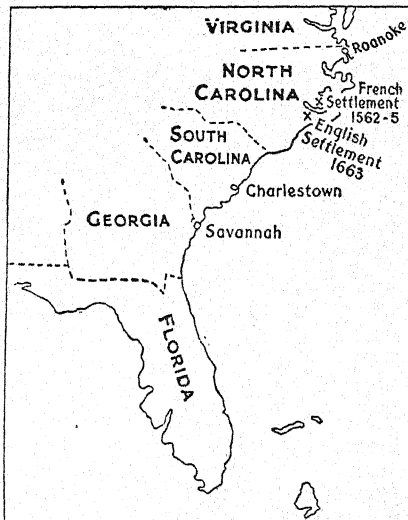 VIRGINIA
Roanoke
NORTH
CAROLINA
French
Settlement
1562-5
English
Settlement
1663
SOUTH
CAROLINA
Charlestown
GEORGIA
Savannah
FLORIDA